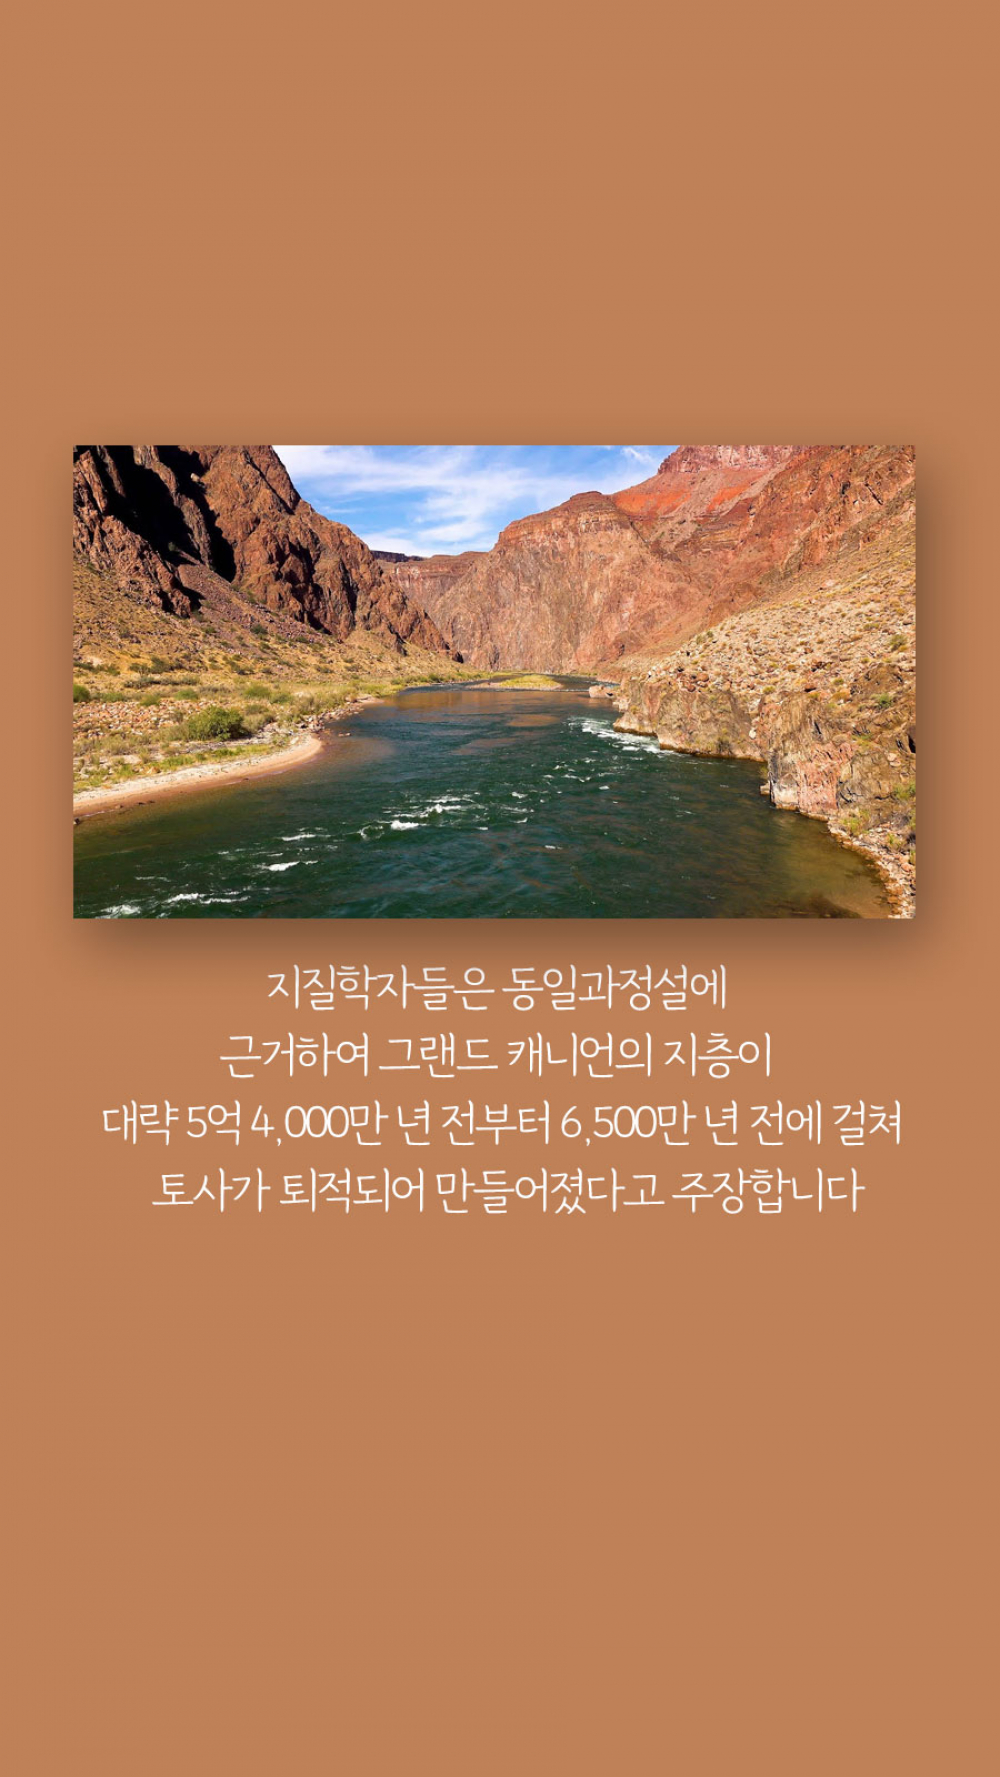 지질학자들은 동일과정설에
근거하여 그랜드 캐니언의 지층이
대략 5억 4,000만 년 전부터 6,500만 년 전에 걸쳐
토사가 퇴적되어 만들어졌다고 주장합니다